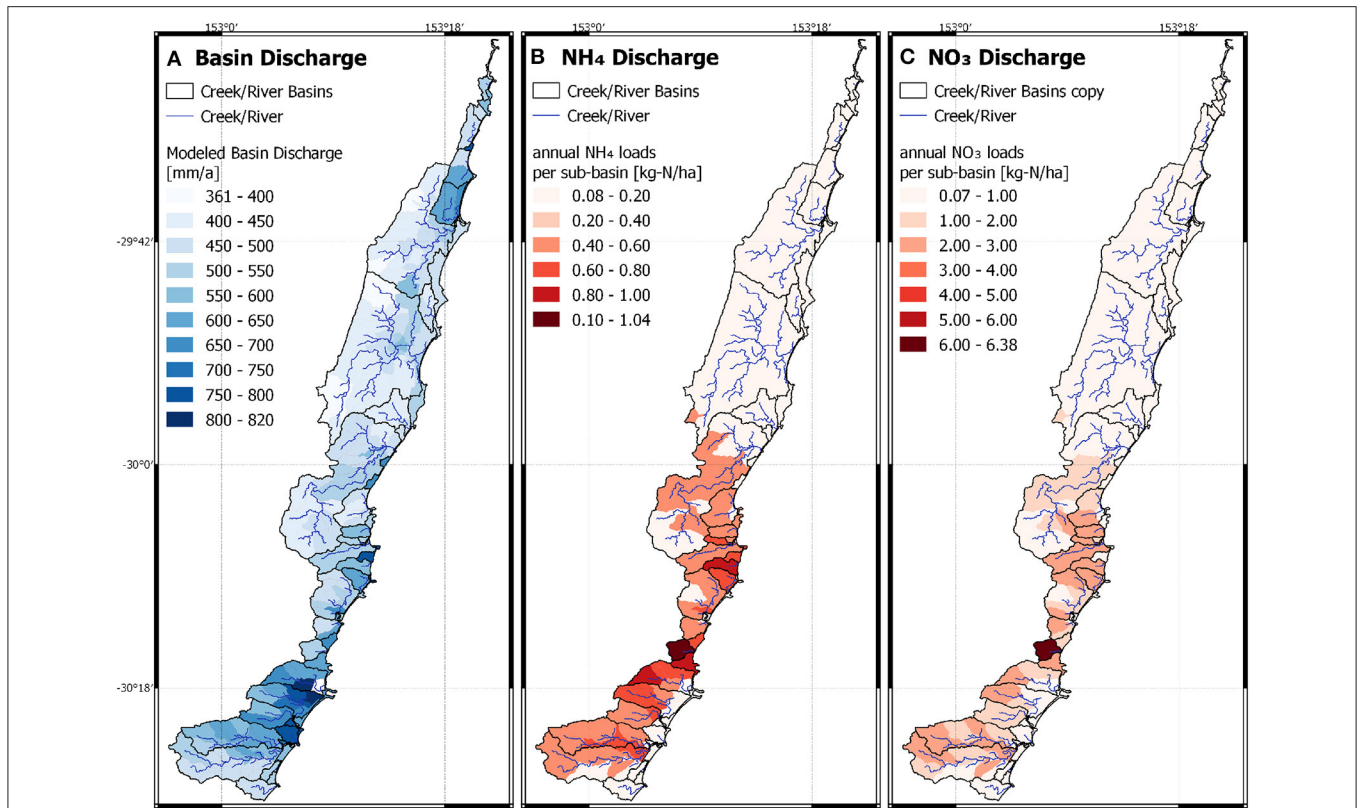 153°0' 153°18' 153°0' 153°18' 153°0' 153°18'
A Basin Discharge
Creek/River Basins
Creek/River
Modeled Basin Discharge
[mm/a]
361 - 400
400 - 450
450 - 500
500 - 550
550 - 600
600 - 650
650 - 700
700 - 750
750 - 800
800 - 820
B NH₄ Discharge
Creek/River Basins
Creek/River
annual NH₄ loads
per sub-basin [kg-N/ha]
0.08 - 0.20
0.20 - 0.40
0.40 - 0.60
0.60 - 0.80
0.80 - 1.00
0.10 - 1.04
C NO₃ Discharge
Creek/River Basins copy
Creek/River
annual NO₃ loads
per sub-basin [kg-N/ha]
0.07 - 1.00
1.00 - 2.00
2.00 - 3.00
3.00 - 4.00
4.00 - 5.00
5.00 - 6.00
6.00 - 6.38
-29°42'
-30°0'
-30°18'